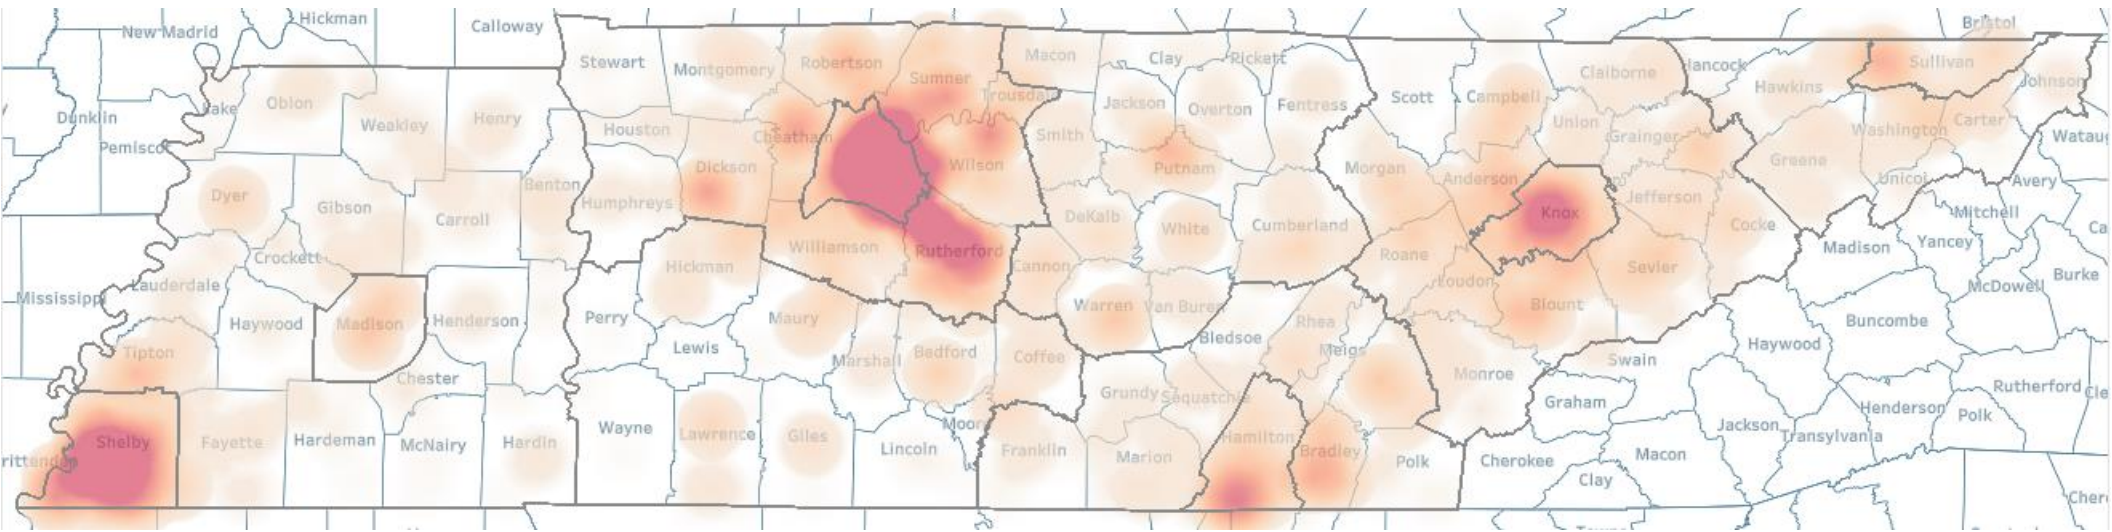 New Madrid
Hickman
Calloway
Bristol
Stewart
Montgomery
Robertson
Sumner
Macon
Clay
Pickett
Scott
Campbell
Claiborne
Hancock
Hawkins
Sullivan
Johnson
Dunklin
Lake
Obion
Weakley
Henry
Houston
Cheatham
Trousdale
Jackson
Overton
Fentress
Union
Grainger
Washington
Carter
Pemiscot
Smith
Putnam
Morgan
Anderson
Greene
Watauga
Dyer
Gibson
Carroll
Benton
Humphreys
Dickson
Wilson
DeKalb
White
Cumberland
Knox
Jefferson
Cocke
Unicoi
Avery
Mitchell
Yancey
Madison
Crockett
Lauderdale
Hickman
Williamson
Rutherford
Cannon
Roane
Loudon
Sevier
McDowell
Burke
Mississippi
Haywood
Madison
Henderson
Perry
Maury
Warren
Van Buren
Rhea
Blount
Buncombe
Tipton
Chester
Lewis
Marshall
Bedford
Coffee
Bledsoe
Meigs
Monroe
Swain
Haywood
Rutherford
Shelby
Fayette
Hardeman
McNairy
Hardin
Wayne
Lawrence
Giles
Lincoln
Moore
Franklin
Grundy
Sequatchie
Marion
Hamilton
Bradley
Polk
Graham
Cherokee
Clay
Macon
Jackson
Transylvania
Henderson
Polk